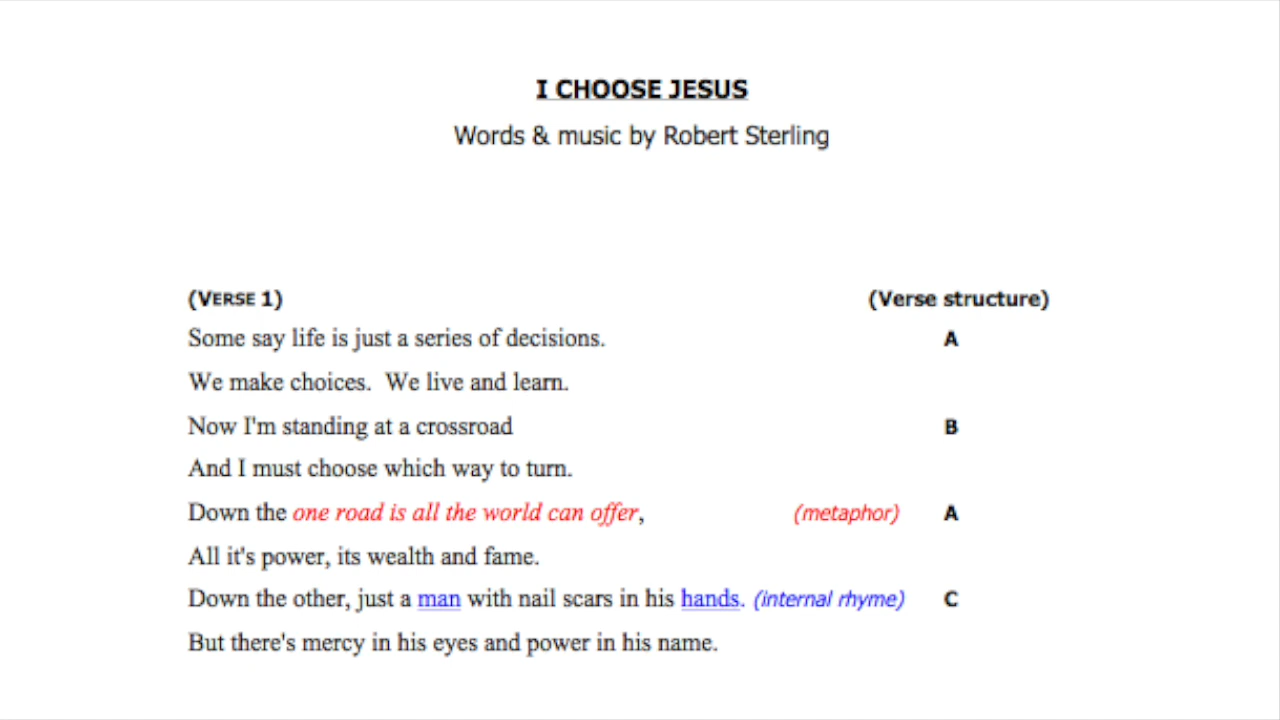 I CHOOSE JESUS
Words & music by Robert Sterling
(VERSE 1) (Verse structure)
Some say life is just a series of decisions. A
We make choices.  We live and learn.
Now I'm standing at a crossroad B
And I must choose which way to turn.
Down the one road is all the world can offer, (metaphor) A
All it's power, its wealth and fame.
Down the other, just a man with nail scars in his hands. (internal rhyme) C
But there's mercy in his eyes and power in his name.